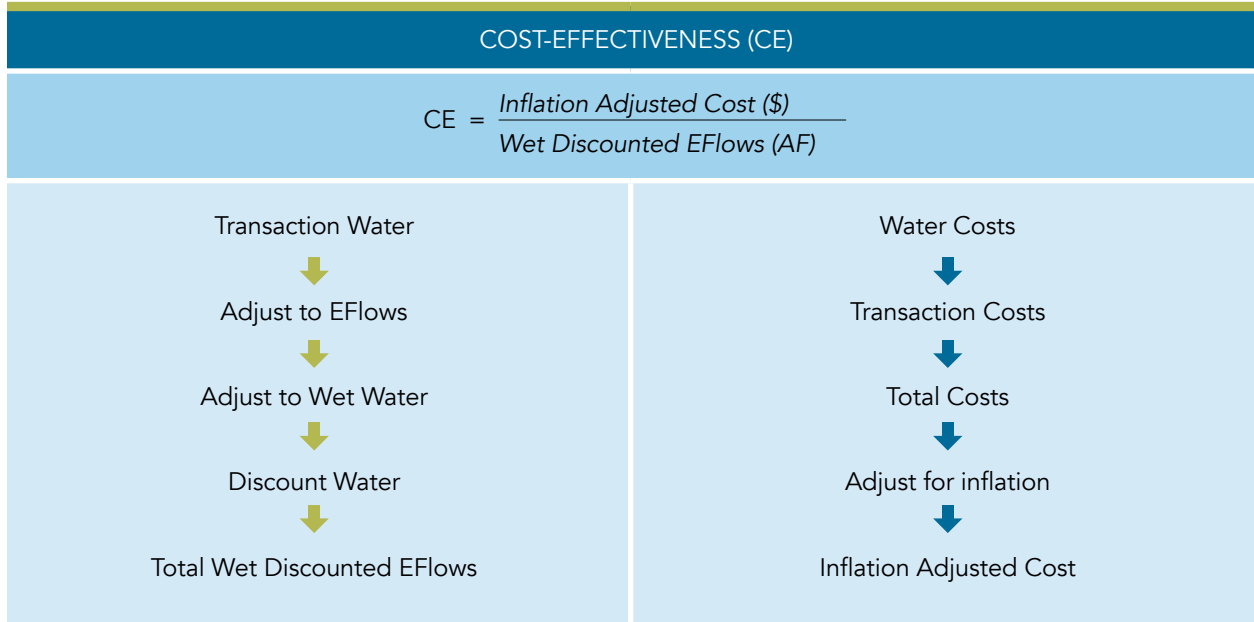 COST-EFFECTIVENESS (CE)
CE = Inflation Adjusted Cost ($)
Wet Discounted EFlows (AF)
Transaction Water
Adjust to EFlows
Adjust to Wet Water
Discount Water
Total Wet Discounted EFlows
Water Costs
Transaction Costs
Total Costs
Adjust for inflation
Inflation Adjusted Cost